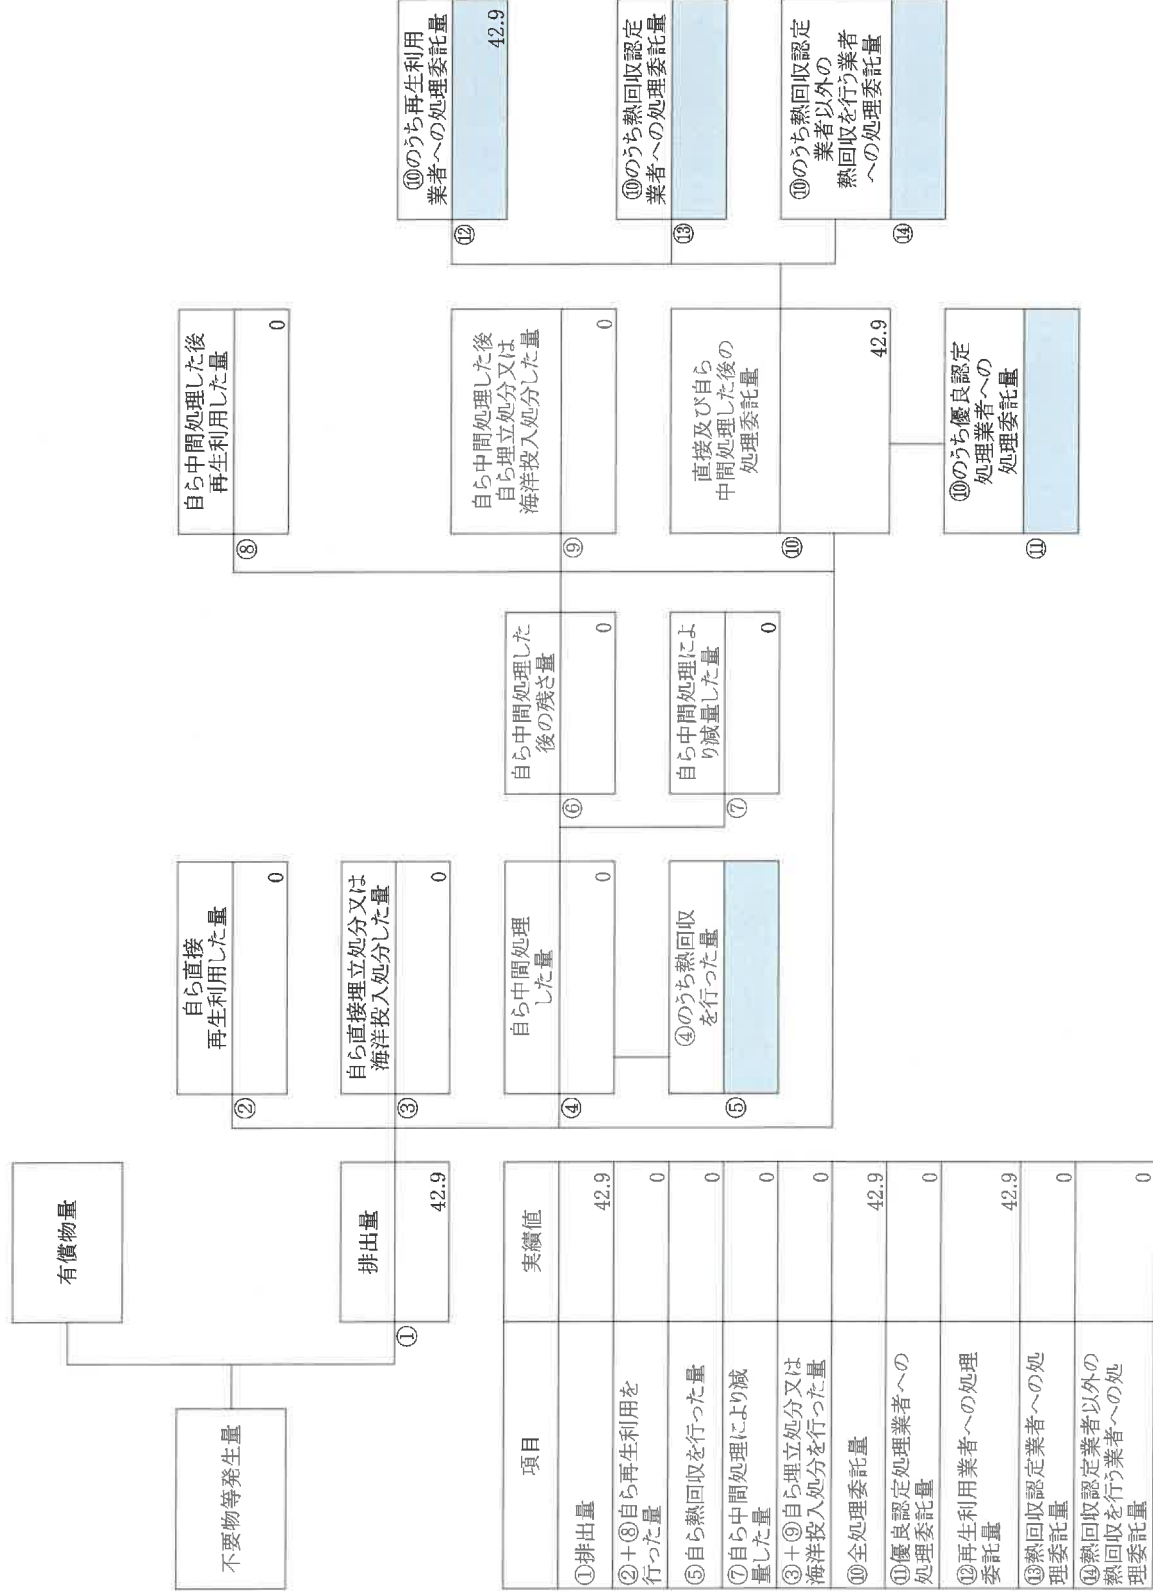 不要物等発生量
有償物量
排出量
①
42.9
自ら直接
再生利用した量
②
0
自ら直接埋立処分又は
海洋投入処分した量
③
0
自ら中間処理
した量
④
0
④のうち熱回収
を行った量
⑤
自ら中間処理した
後の残さ量
⑥
0
自ら中間処理によ
り減量した量
⑦
0
自ら中間処理した後
再生利用した量
⑧
0
自ら中間処理した後
自ら埋立処分又は
海洋投入処分した量
⑨
0
直接及び自ら
中間処理した後の
処理委託量
⑩
42.9
⑩のうち優良認定
処理業者への
処理委託量
⑪
⑩のうち再生利用
業者への処理委託量
⑫
42.9
⑩のうち熱回収認定
業者への処理委託量
⑬
⑩のうち熱回収認定
業者以外の
熱回収を行う業者
への処理委託量
⑭
項目 実績値
①排出量 42.9
②+⑧自ら再生利用を
行った量 0
⑤自ら熱回収を行った量 0
⑦自ら中間処理により減
量した量 0
③+⑨自ら埋立処分又は
海洋投入処分を行った量 0
⑩全処理委託量 42.9
⑪優良認定処理業者への
処理委託量 0
⑫再生利用業者への処理
委託量 42.9
⑬熱回収認定業者への処
理委託量 0
⑭熱回収認定業者以外の
熱回収を行う業者への処
理委託量 0